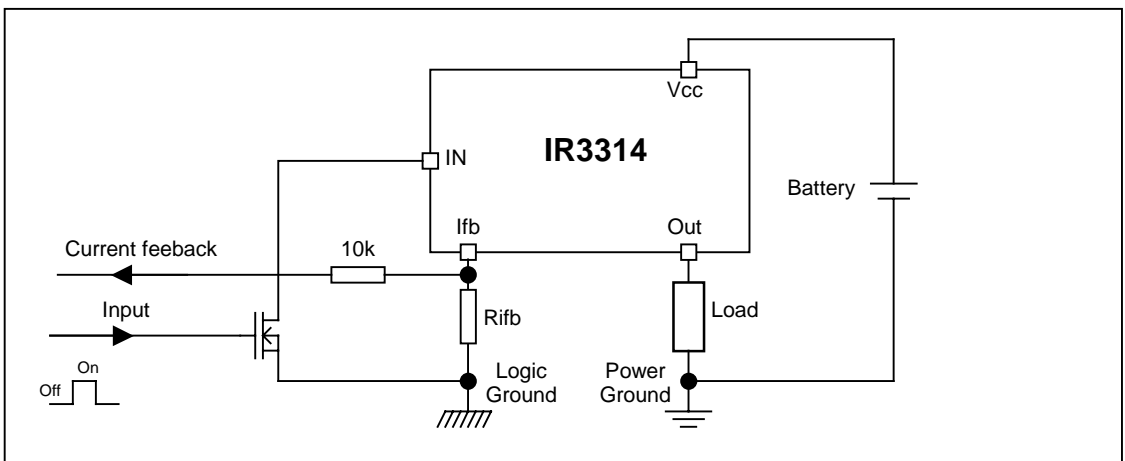 Vcc
IR3314
IN
Battery
Ifb
Out
Current feeback
10k
Input
Rifb
Load
On
Off
Logic
Ground
Power
Ground